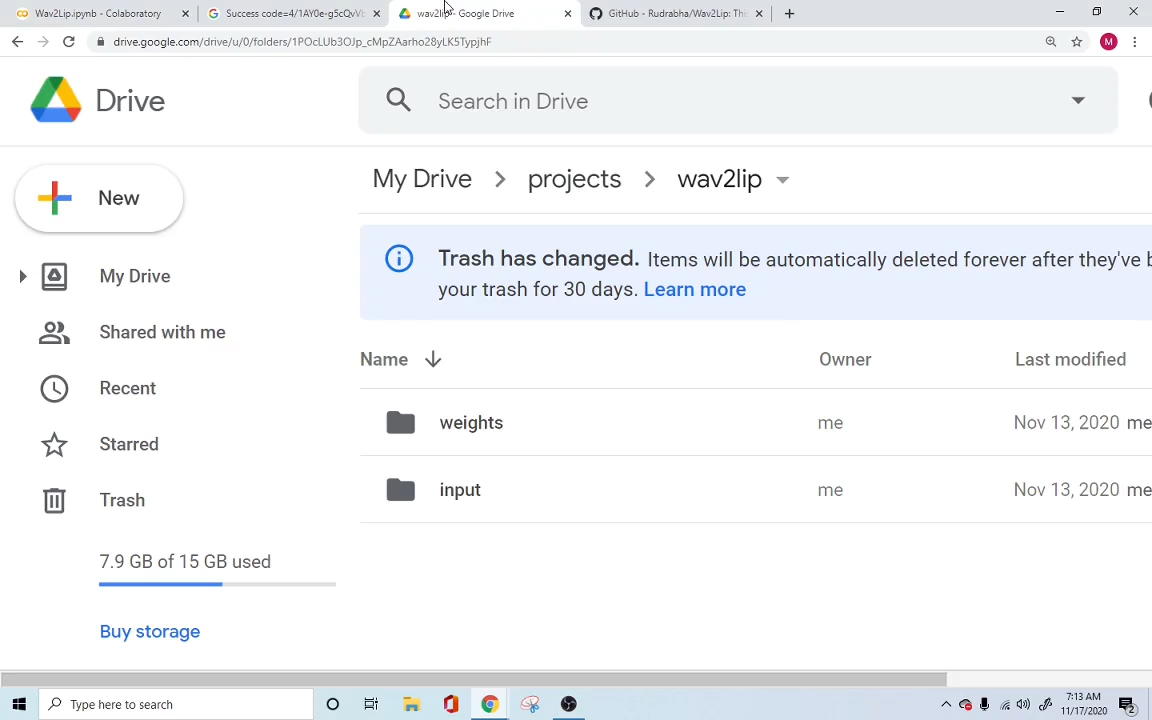 Wav2Lip.ipynb - Colaboratory
Success code=4/1AY0e-g5cQvVb
wav2lip - Google Drive
GitHub - Rudrabha/Wav2Lip: Thi
drive.google.com/drive/u/0/folders/1POcLUb3OJp_cMpZAarho28yLK5TypjhF
M
Drive
Search in Drive
New
My Drive > projects > wav2lip
Trash has changed. Items will be automatically deleted forever after they've b
your trash for 30 days. Learn more
My Drive
Shared with me
Recent
Starred
Trash
7.9 GB of 15 GB used
Buy storage
Name Owner Last modified
weights me Nov 13, 2020 me
input me Nov 13, 2020 me
Type here to search
7:13 AM
11/17/2020
2